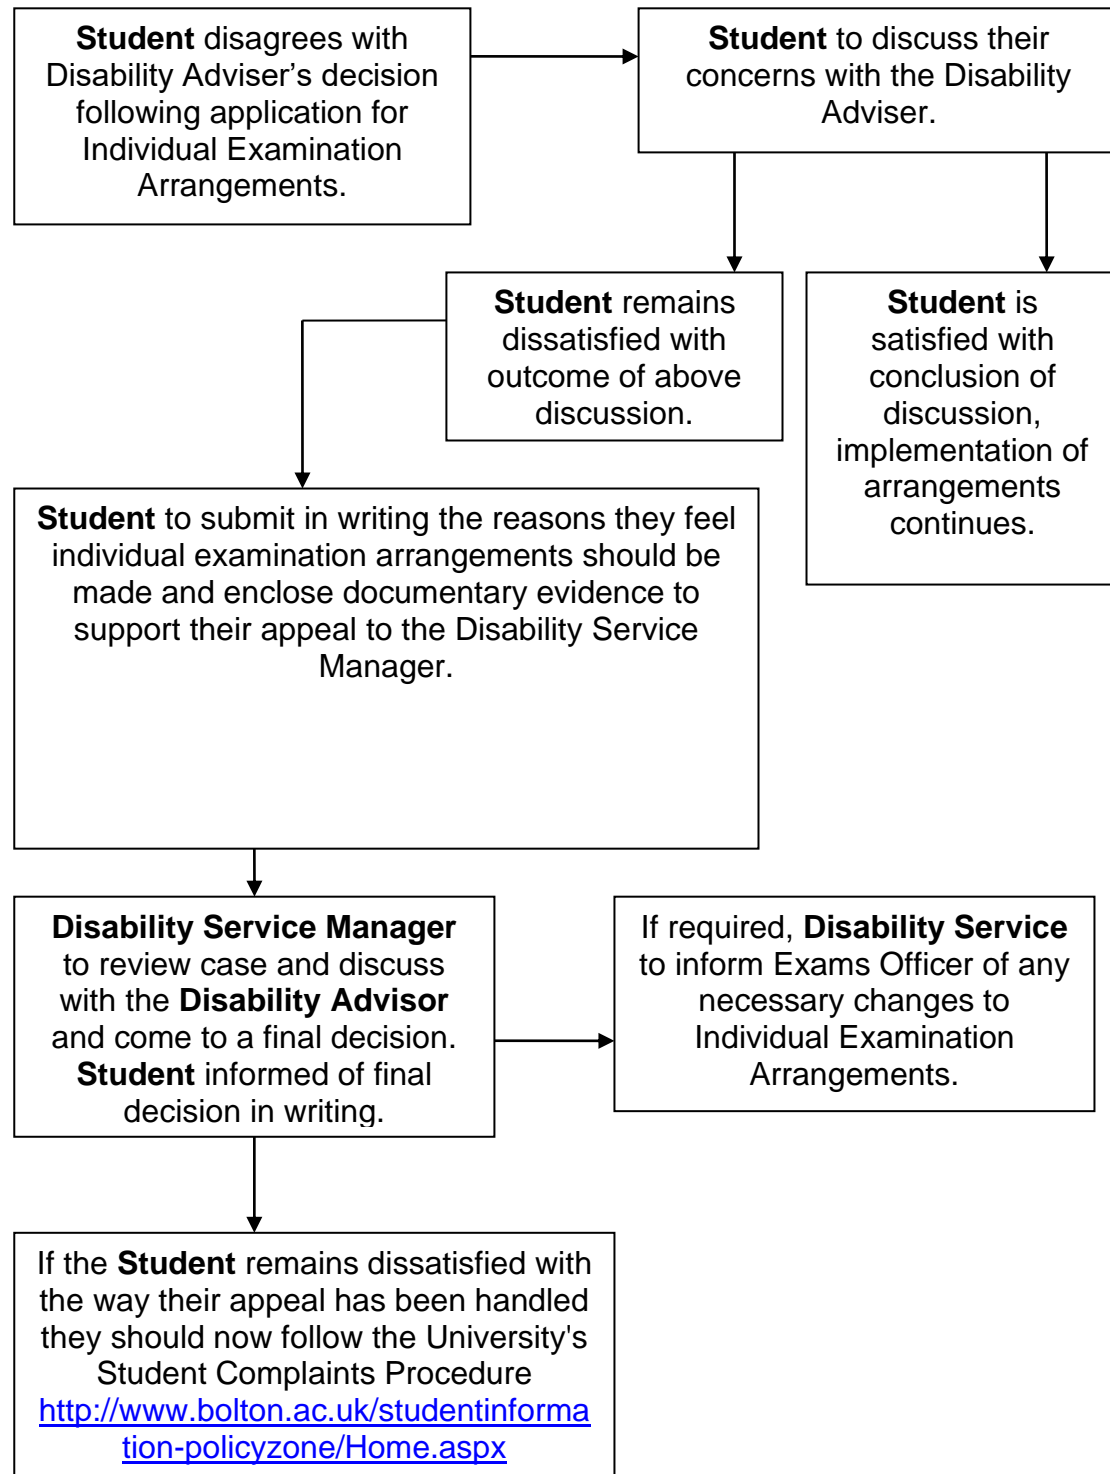 Student disagrees with
Disability Adviser's decision
following application for
Individual Examination
Arrangements.
Student to discuss their
concerns with the Disability
Adviser.
Student remains
dissatisfied with
outcome of above
discussion.
Student is
satisfied with
conclusion of
discussion,
implementation of
arrangements
continues.
Student to submit in writing the reasons they feel
individual examination arrangements should be
made and enclose documentary evidence to
support their appeal to the Disability Service
Manager.
Disability Service Manager
to review case and discuss
with the Disability Advisor
and come to a final decision.
Student informed of final
decision in writing.
If required, Disability Service
to inform Exams Officer of any
necessary changes to
Individual Examination
Arrangements.
If the Student remains dissatisfied with
the way their appeal has been handled
they should now follow the University's
Student Complaints Procedure
http://www.bolton.ac.uk/studentinforma
tion-policyzone/Home.aspx